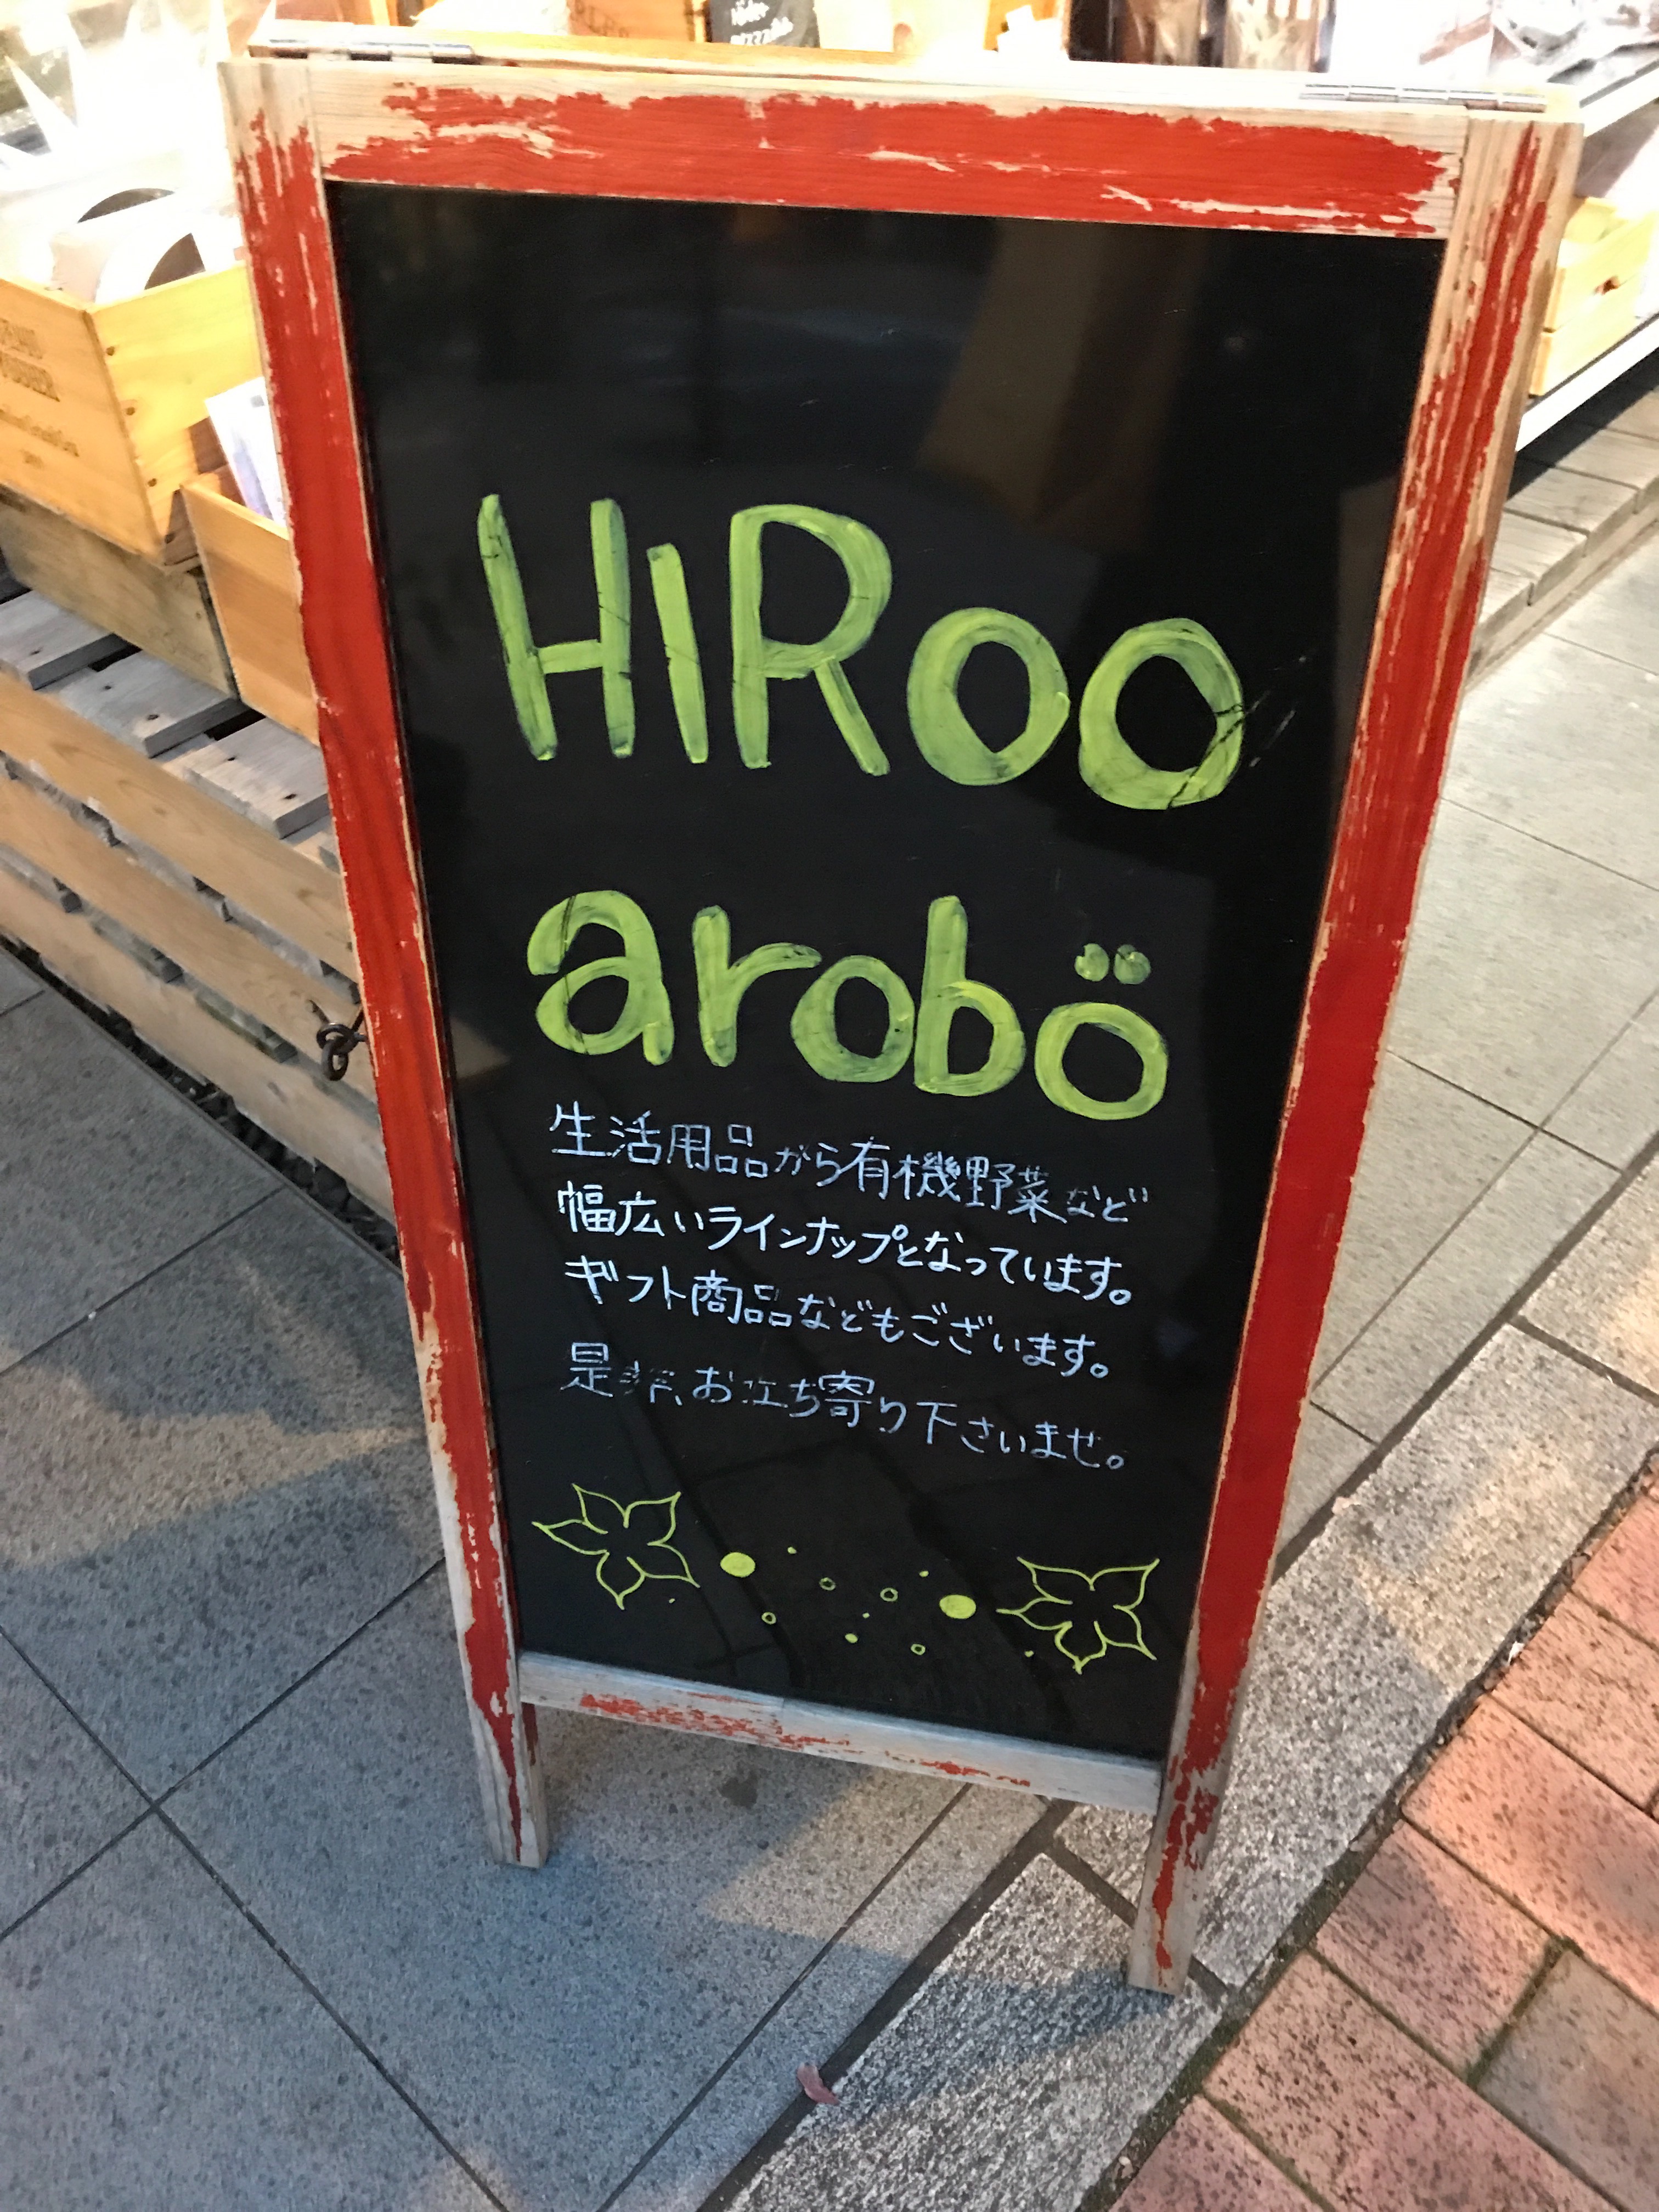 HIROO
arobö
生活用品から有機野菜など
幅広いラインナップとなっています。
ギフト商品などもございます。
是非、お立ち寄り下さいませ。